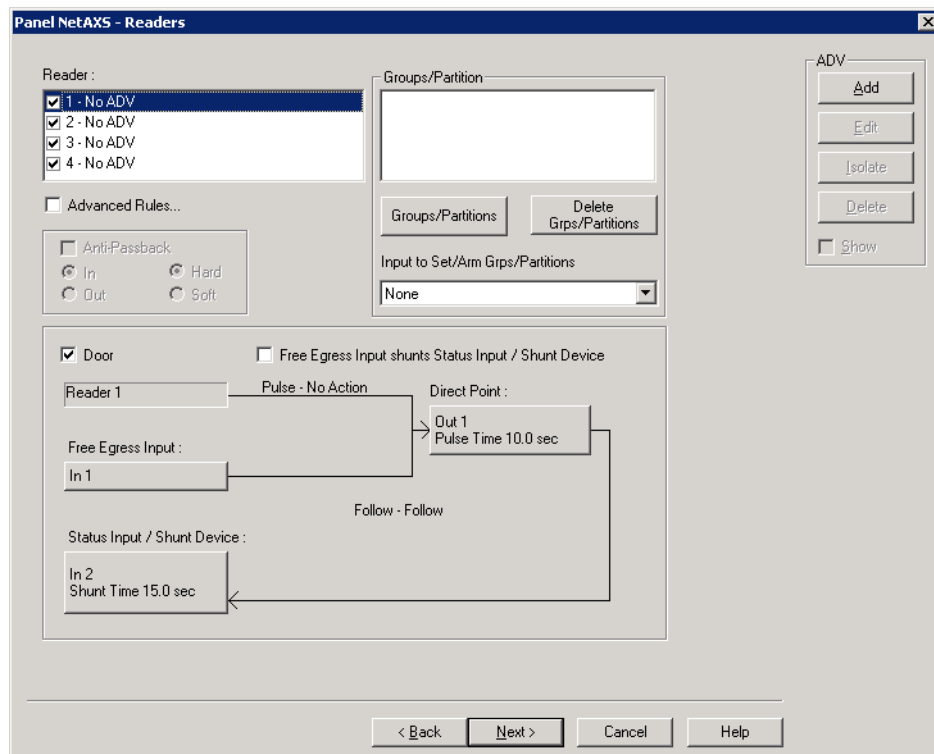 Panel NetAXS - Readers
Reader :
1 - No ADV
2 - No ADV
3 - No ADV
4 - No ADV
Advanced Rules...
Anti-Passback
In
Hard
Out
Soft
Groups/Partition
Groups/Partitions
Delete
Grps/Partitions
Input to Set/Arm Grps/Partitions
None
ADV
Add
Edit
Isolate
Delete
Show
Door
Free Egress Input shunts Status Input / Shunt Device
Reader 1
Pulse - No Action
Direct Point :
Out 1
Pulse Time 10.0 sec
Free Egress Input :
In 1
Follow - Follow
Status Input / Shunt Device :
In 2
Shunt Time 15.0 sec
< Back
Next >
Cancel
Help